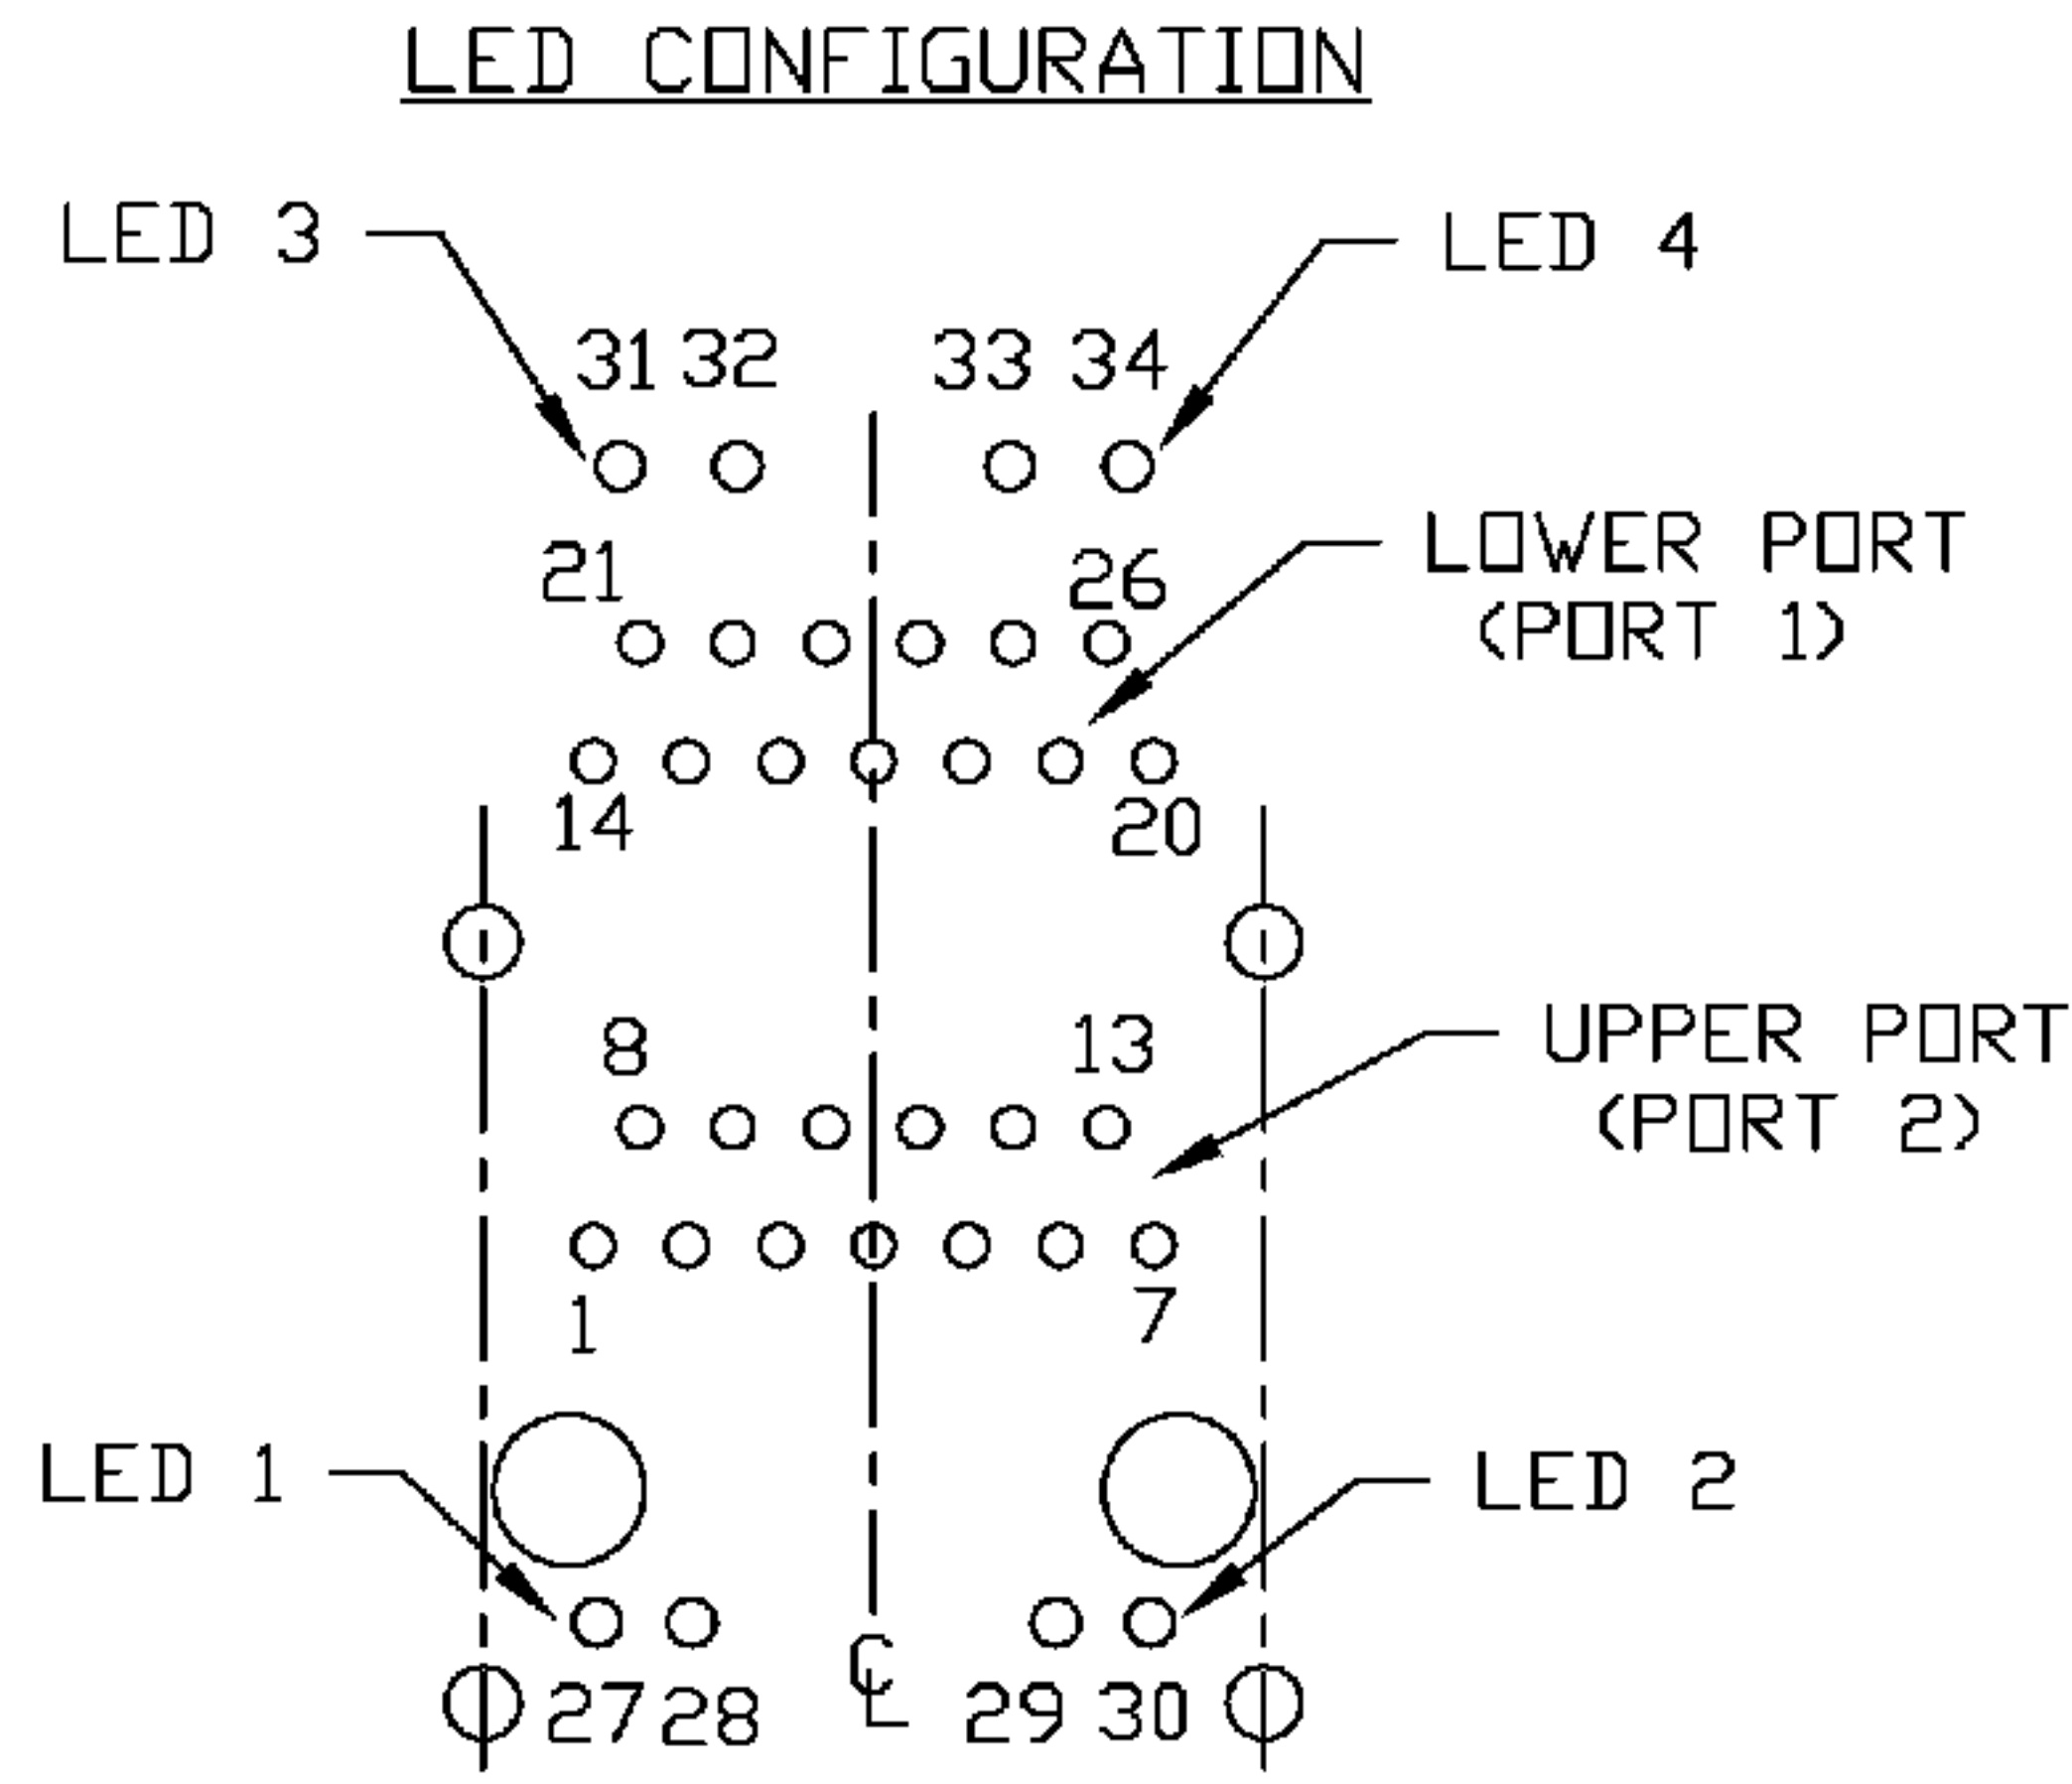 LED CONFIGURATION
LED 3
LED 4
31 32 33 34
21 26
LOWER PORT
(PORT 1)
14 20
8 13
UPPER PORT
(PORT 2)
1 7
LED 1
LED 2
CL
27 28 29 30